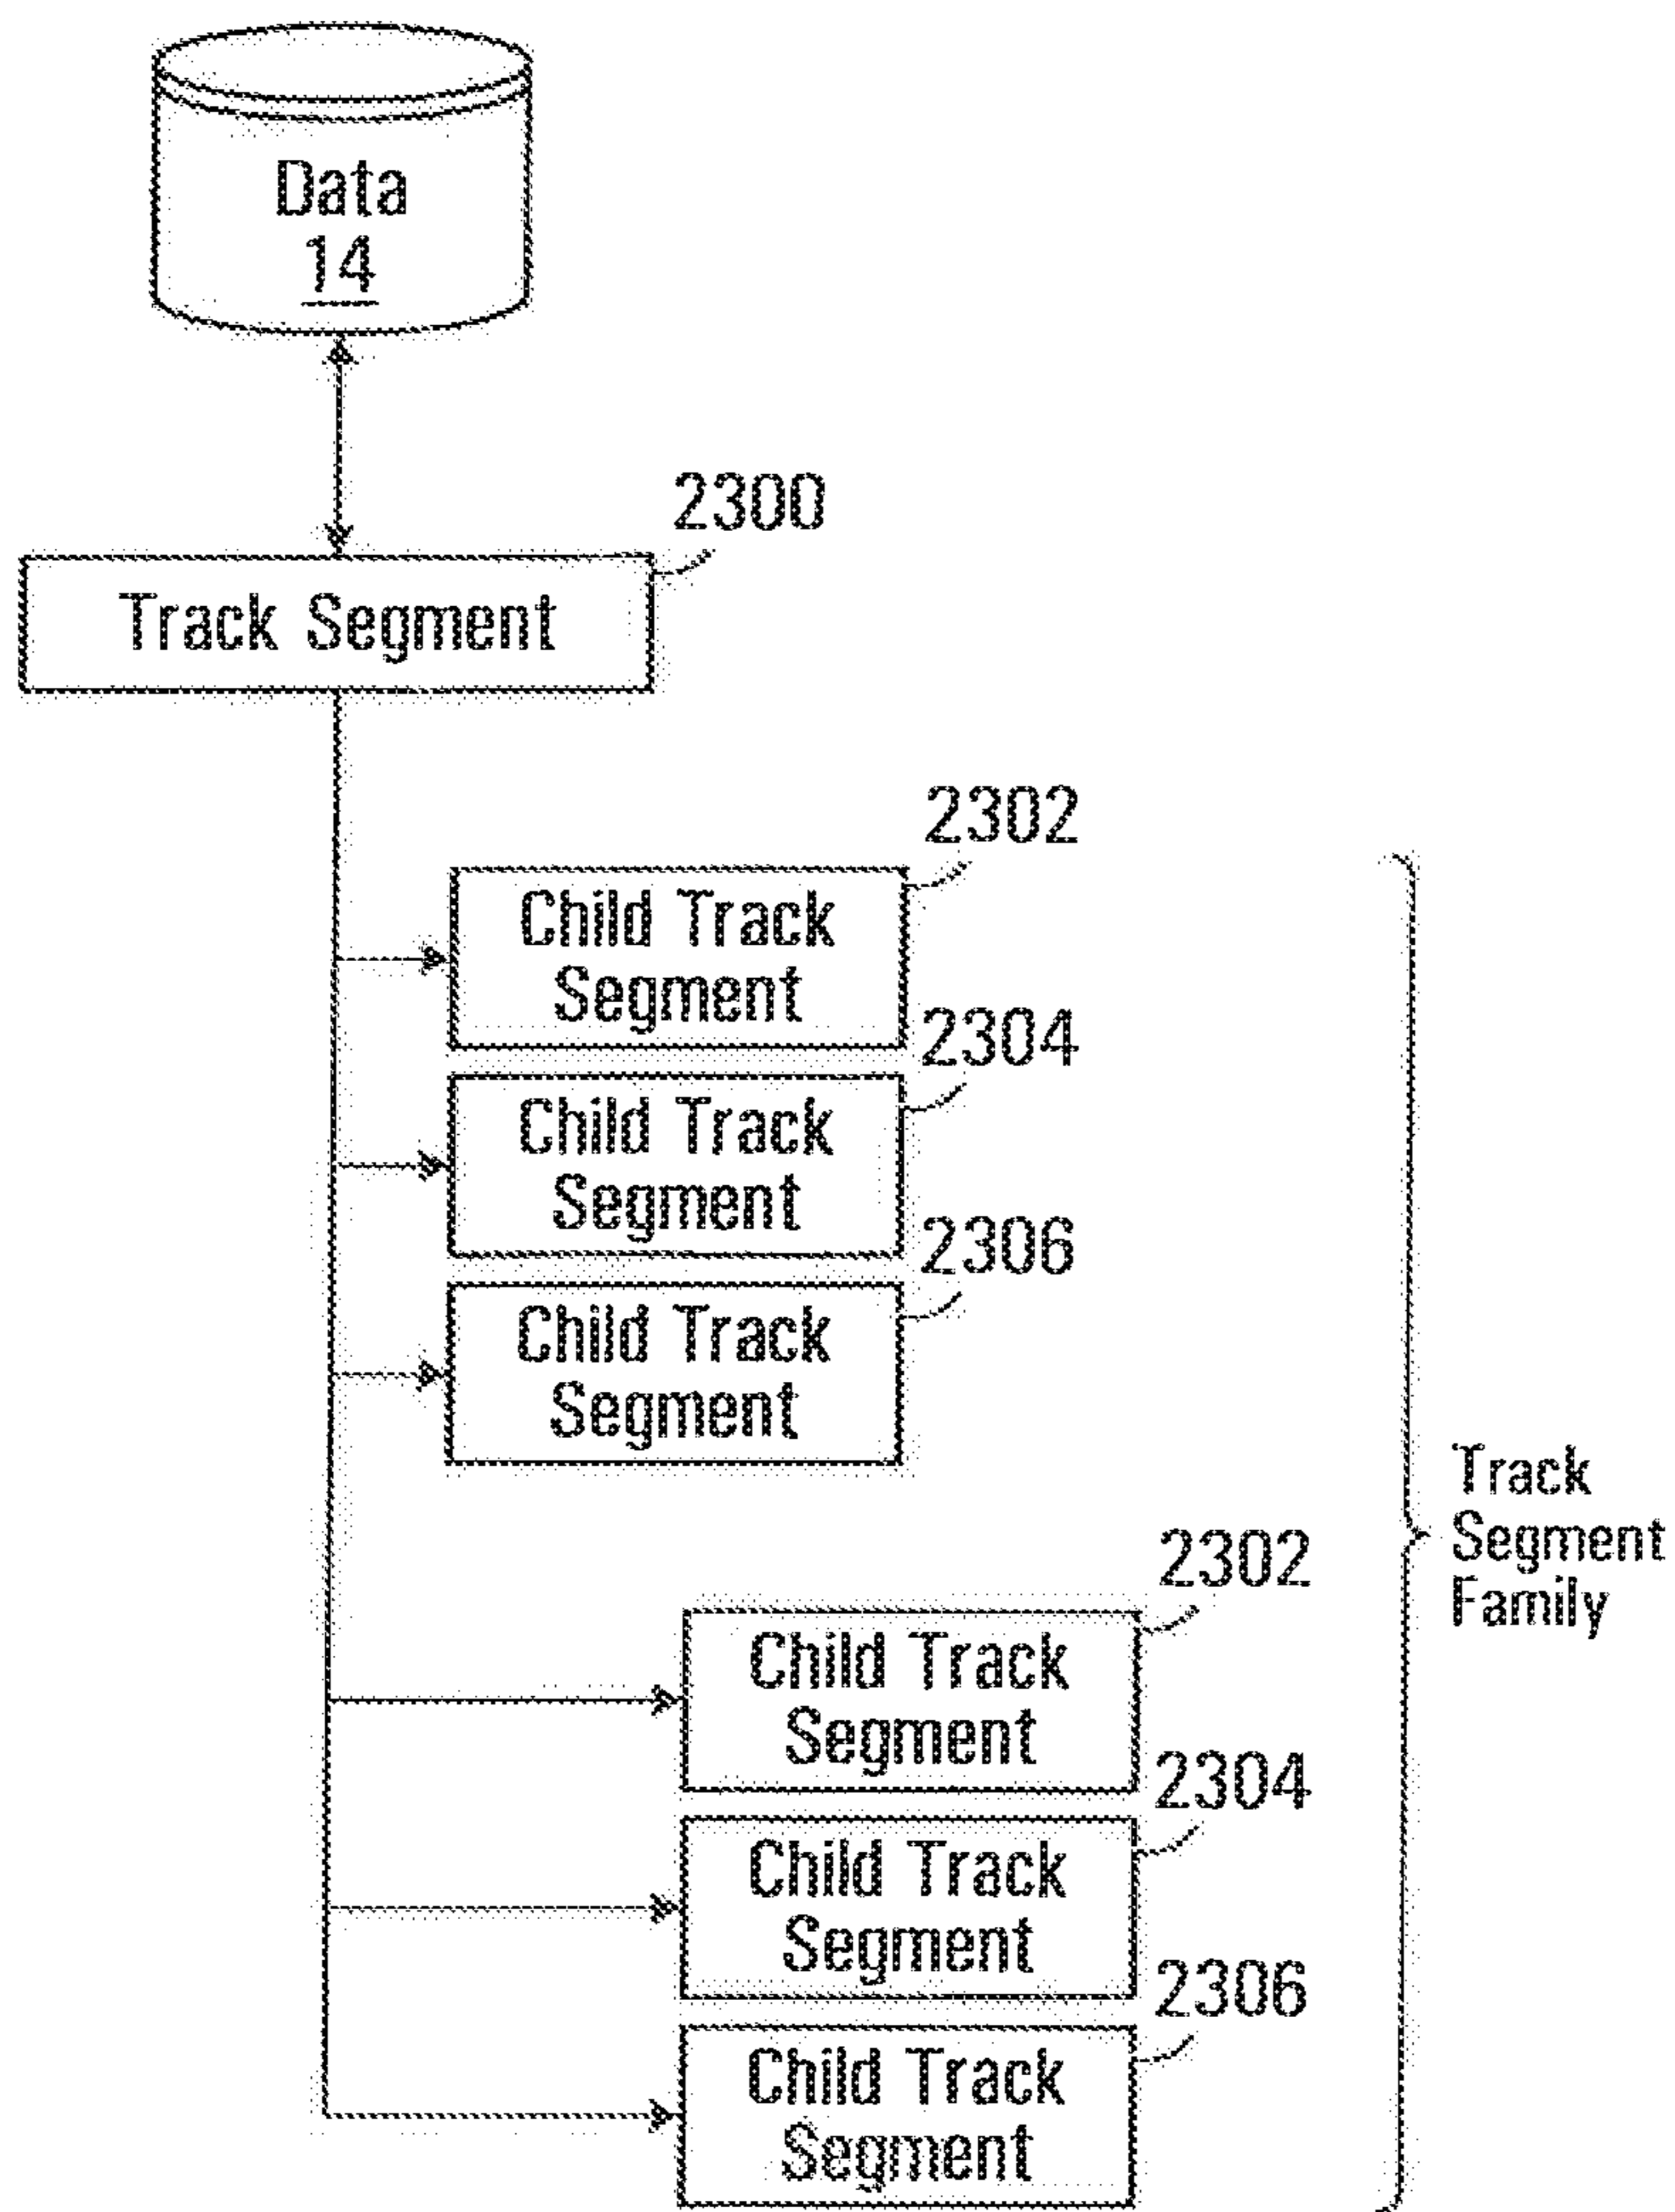 Data
14
2300
Track Segment
2302
Child Track
Segment
2304
Child Track
Segment
2306
Child Track
Segment
Track
Segment
Family
2302
Child Track
Segment
2304
Child Track
Segment
2306
Child Track
Segment